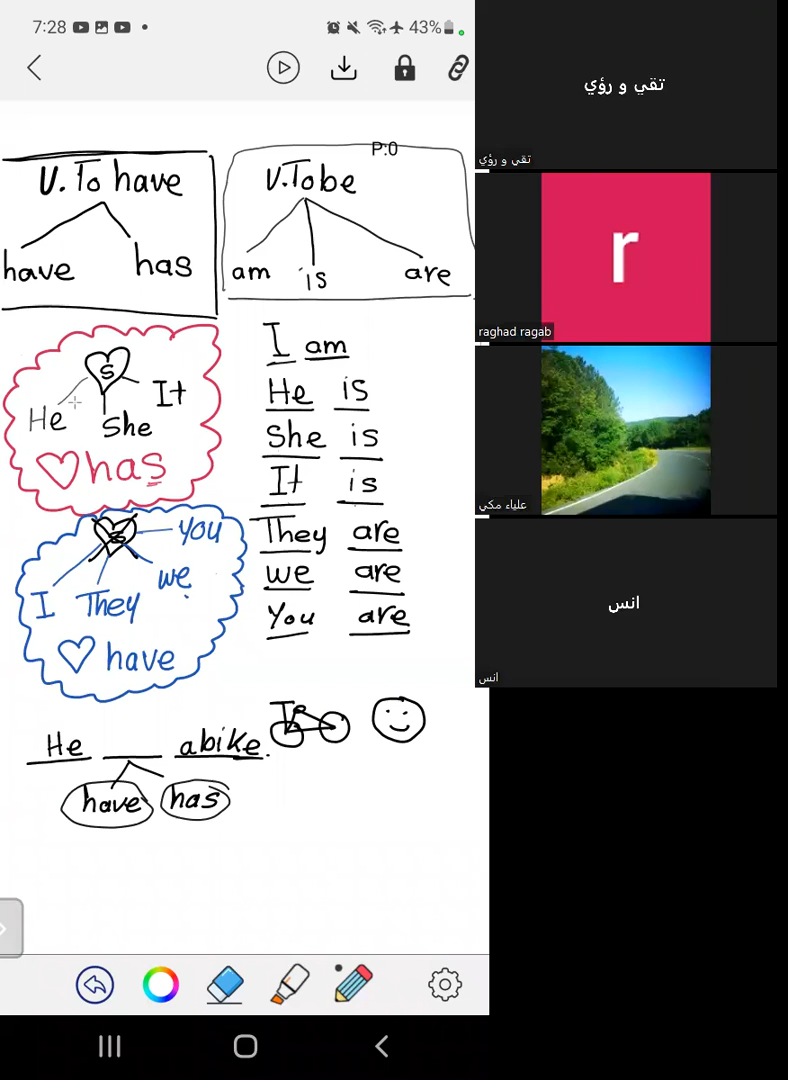 7:28
43%
P:0
V. To have
have has
V. To be
am is are
S
He She It
has
S
You
I They we
have
I am
He is
She is
It is
They are
we are
You are
He ___ a bike.
have has
تقي و رؤي
تقي و رؤي
r
raghad ragab
علياء مكي
انس
انس